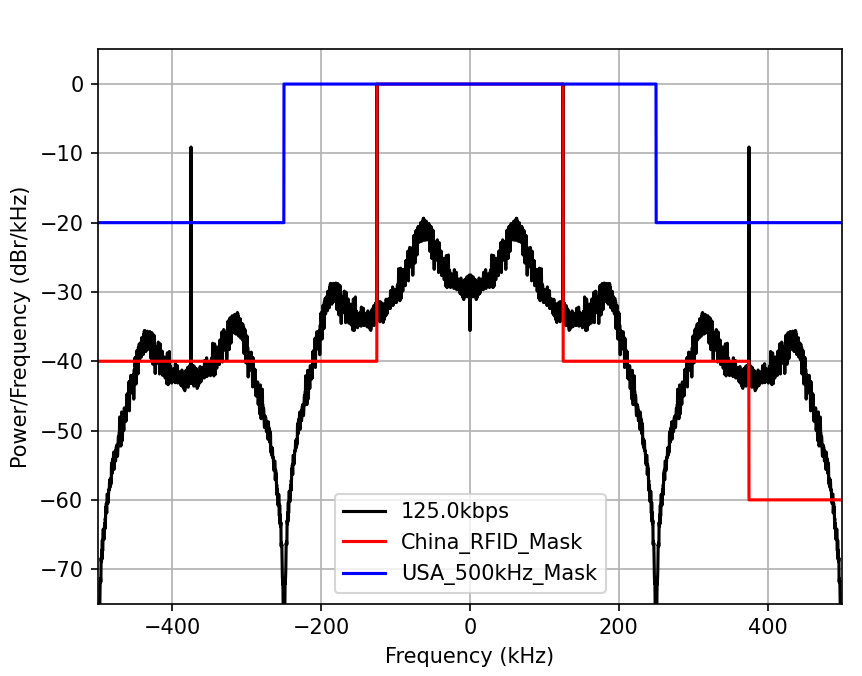 0
−10
−20
−30
−40
−50
−60
−70
Power/Frequency (dBr/kHz)
125.0kbps
China_RFID_Mask
USA_500kHz_Mask
−400 −200 0 200 400
Frequency (kHz)